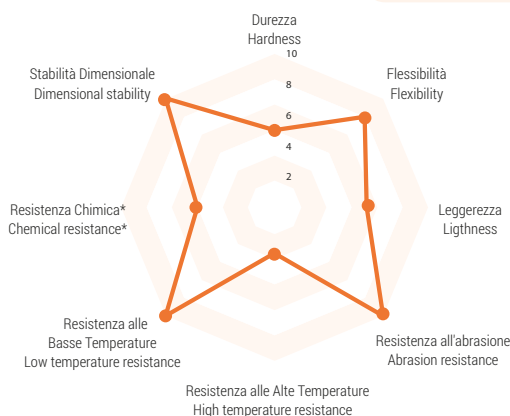 Durezza
Hardness
10
8
6
4
2
Stabilità Dimensionale
Dimensional stability
Flessibilità
Flexibility
Resistenza Chimica*
Chemical resistance*
Leggerezza
Ligthness
Resistenza alle
Basse Temperature
Low temperature resistance
Resistenza all'abrasione
Abrasion resistance
Resistenza alle Alte Temperature
High temperature resistance